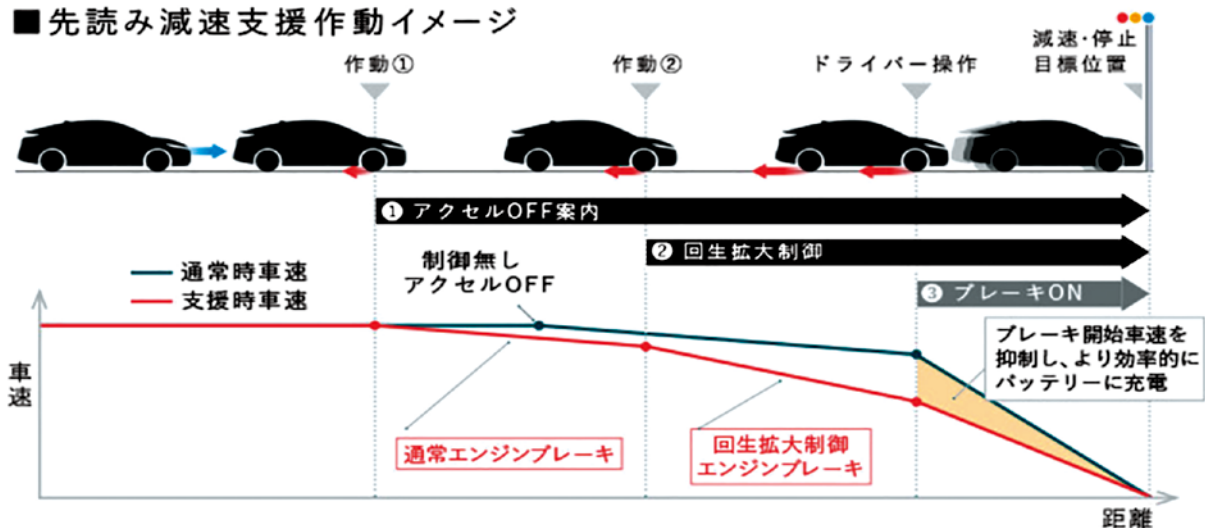 ■先読み減速支援作動イメージ
作動①
作動②
ドライバー操作
減速・停止
目標位置
❶ アクセルOFF案内
❷ 回生拡大制御
❸ ブレーキON
通常時車速
支援時車速
制御無し
アクセルOFF
ブレーキ開始車速を
抑制し、より効率的に
バッテリーに充電
車速
通常エンジンブレーキ
回生拡大制御
エンジンブレーキ
距離